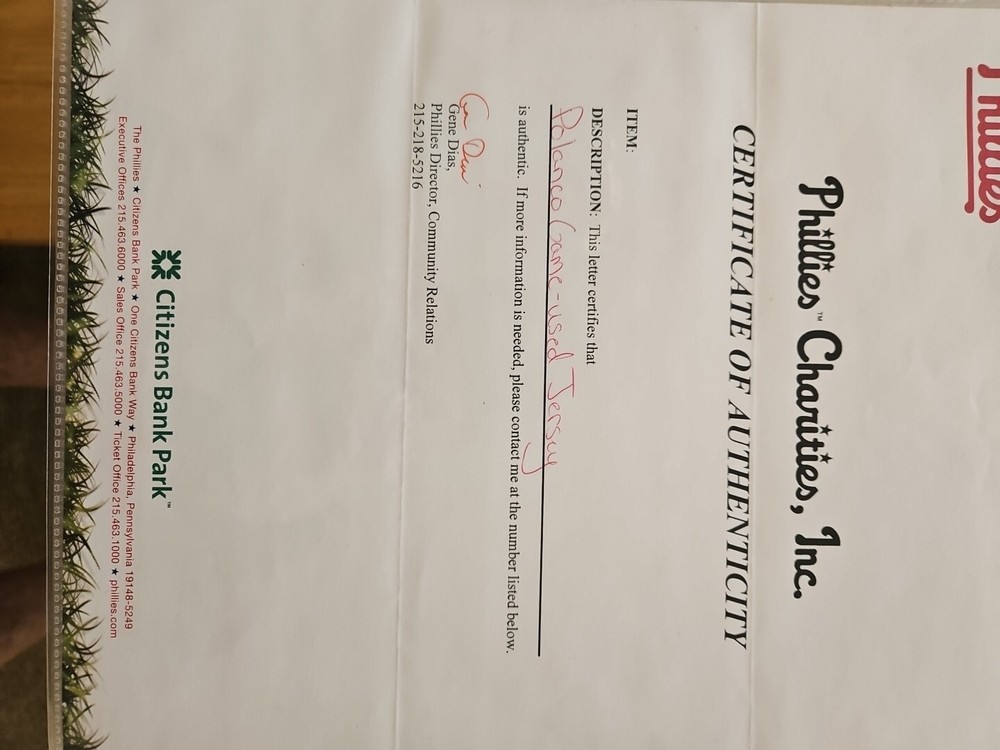 Phillies
Phillies™ Charities, Inc.
CERTIFICATE OF AUTHENTICITY
ITEM:
DESCRIPTION: This letter certifies that
Polanco Game-used Jersey
is authentic. If more information is needed, please contact me at the number listed below.
Gene Dias,
Phillies Director, Community Relations
215-218-5216
Citizens Bank Park™
The Phillies ★ Citizens Bank Park ★ One Citizens Bank Way ★ Philadelphia, Pennsylvania 19148-5249
Executive Offices 215.463.6000 ★ Sales Office 215.463.5000 ★ Ticket Office 215.463.1000 ★ phillies.com